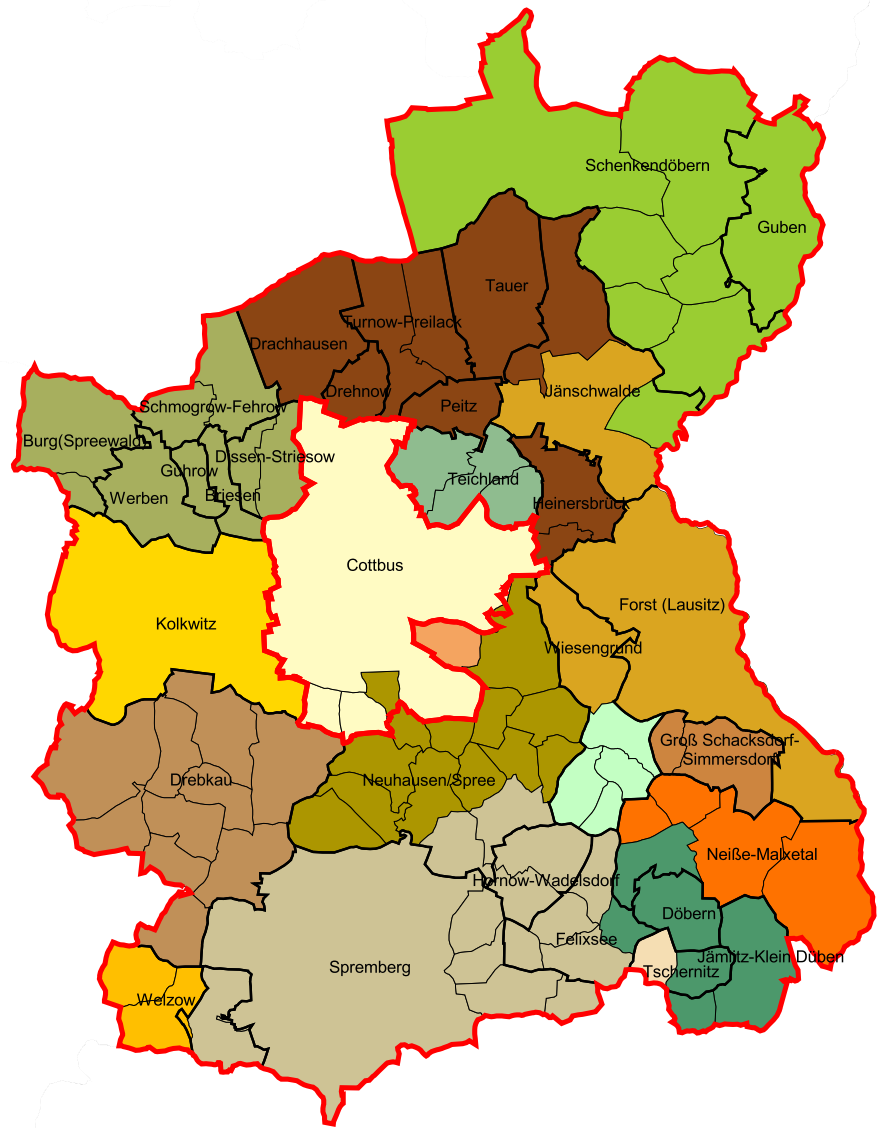 Schenkendöbern
Guben
Tauer
Turnow-Preilack
Drachhausen
Drehnow
Jänschwalde
Peitz
Schmogrow-Fehrow
Burg(Spreewald)
Dissen-Striesow
Guhrow
Teichland
Werben
Briesen
Heinersbrück
Cottbus
Forst (Lausitz)
Kolkwitz
Wiesengrund
Groß Schacksdorf-
Simmersdorf
Drebkau
Neuhausen/Spree
Neiße-Malxetal
Hornow-Wadelsdorf
Döbern
Felixsee
Jämlitz-Klein Düben
Spremberg
Tschernitz
Welzow